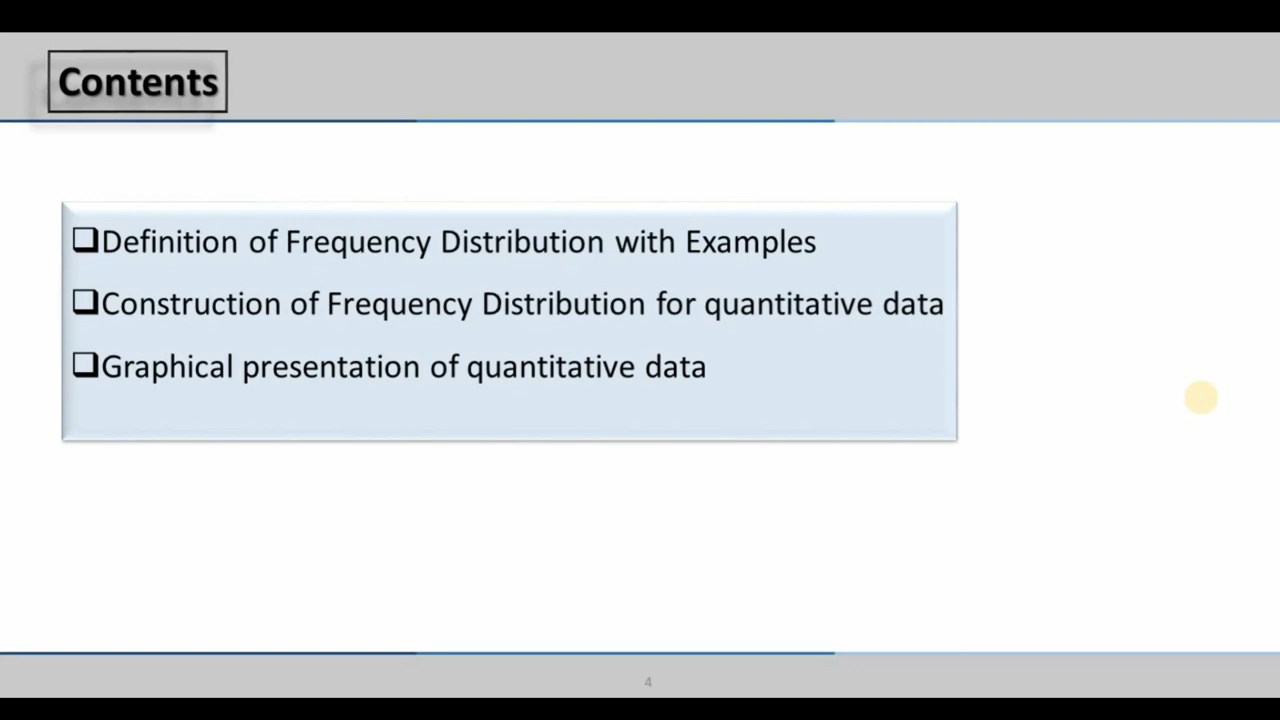 Contents
❑Definition of Frequency Distribution with Examples
❑Construction of Frequency Distribution for quantitative data
❑Graphical presentation of quantitative data
4